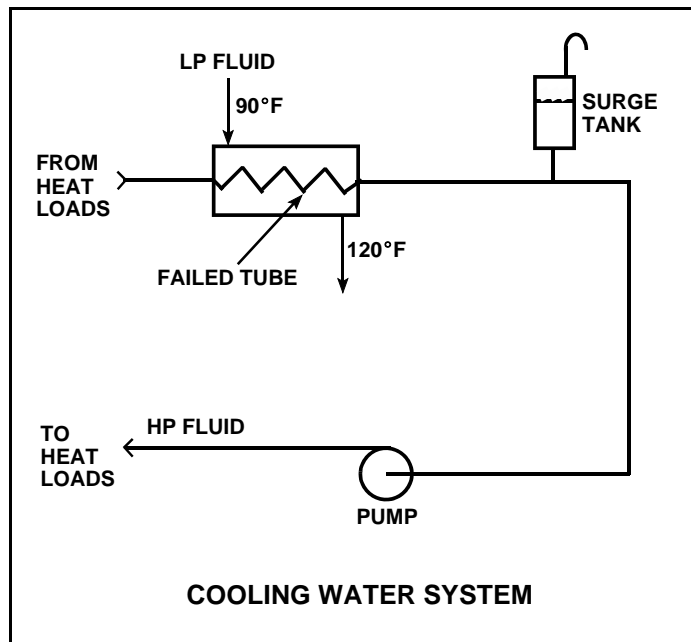 LP FLUID
90°F
SURGE
TANK
FROM
HEAT
LOADS
120°F
FAILED TUBE
HP FLUID
TO
HEAT
LOADS
PUMP
COOLING WATER SYSTEM